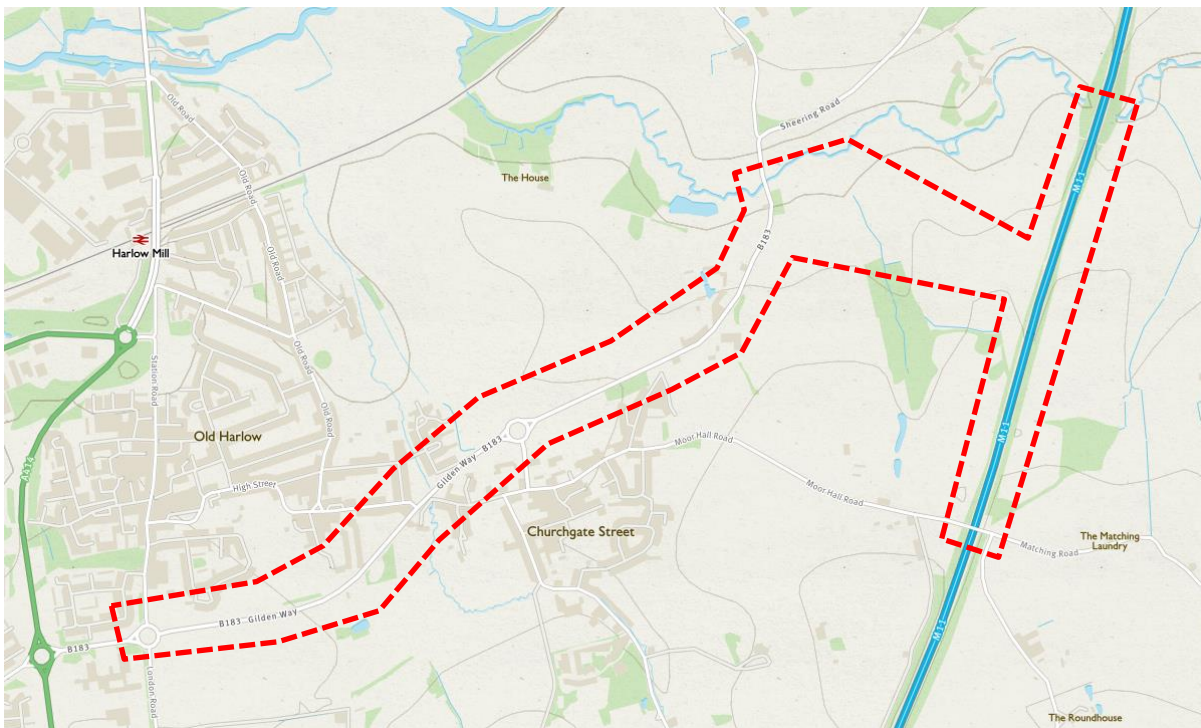 Old Road
Sheering Road
The House
M11
Old Road
Old Road
B183
Harlow Mill
Old Road
Old Road
Station Road
Old Road
Old Harlow
Gilden Way
B183
Moor Hall Road
M11
A414
High Street
Moor Hall Road
Churchgate Street
Matching Road
The Matching
Laundry
B183
Gilden Way
B183
M11
London Road
The Roundhouse